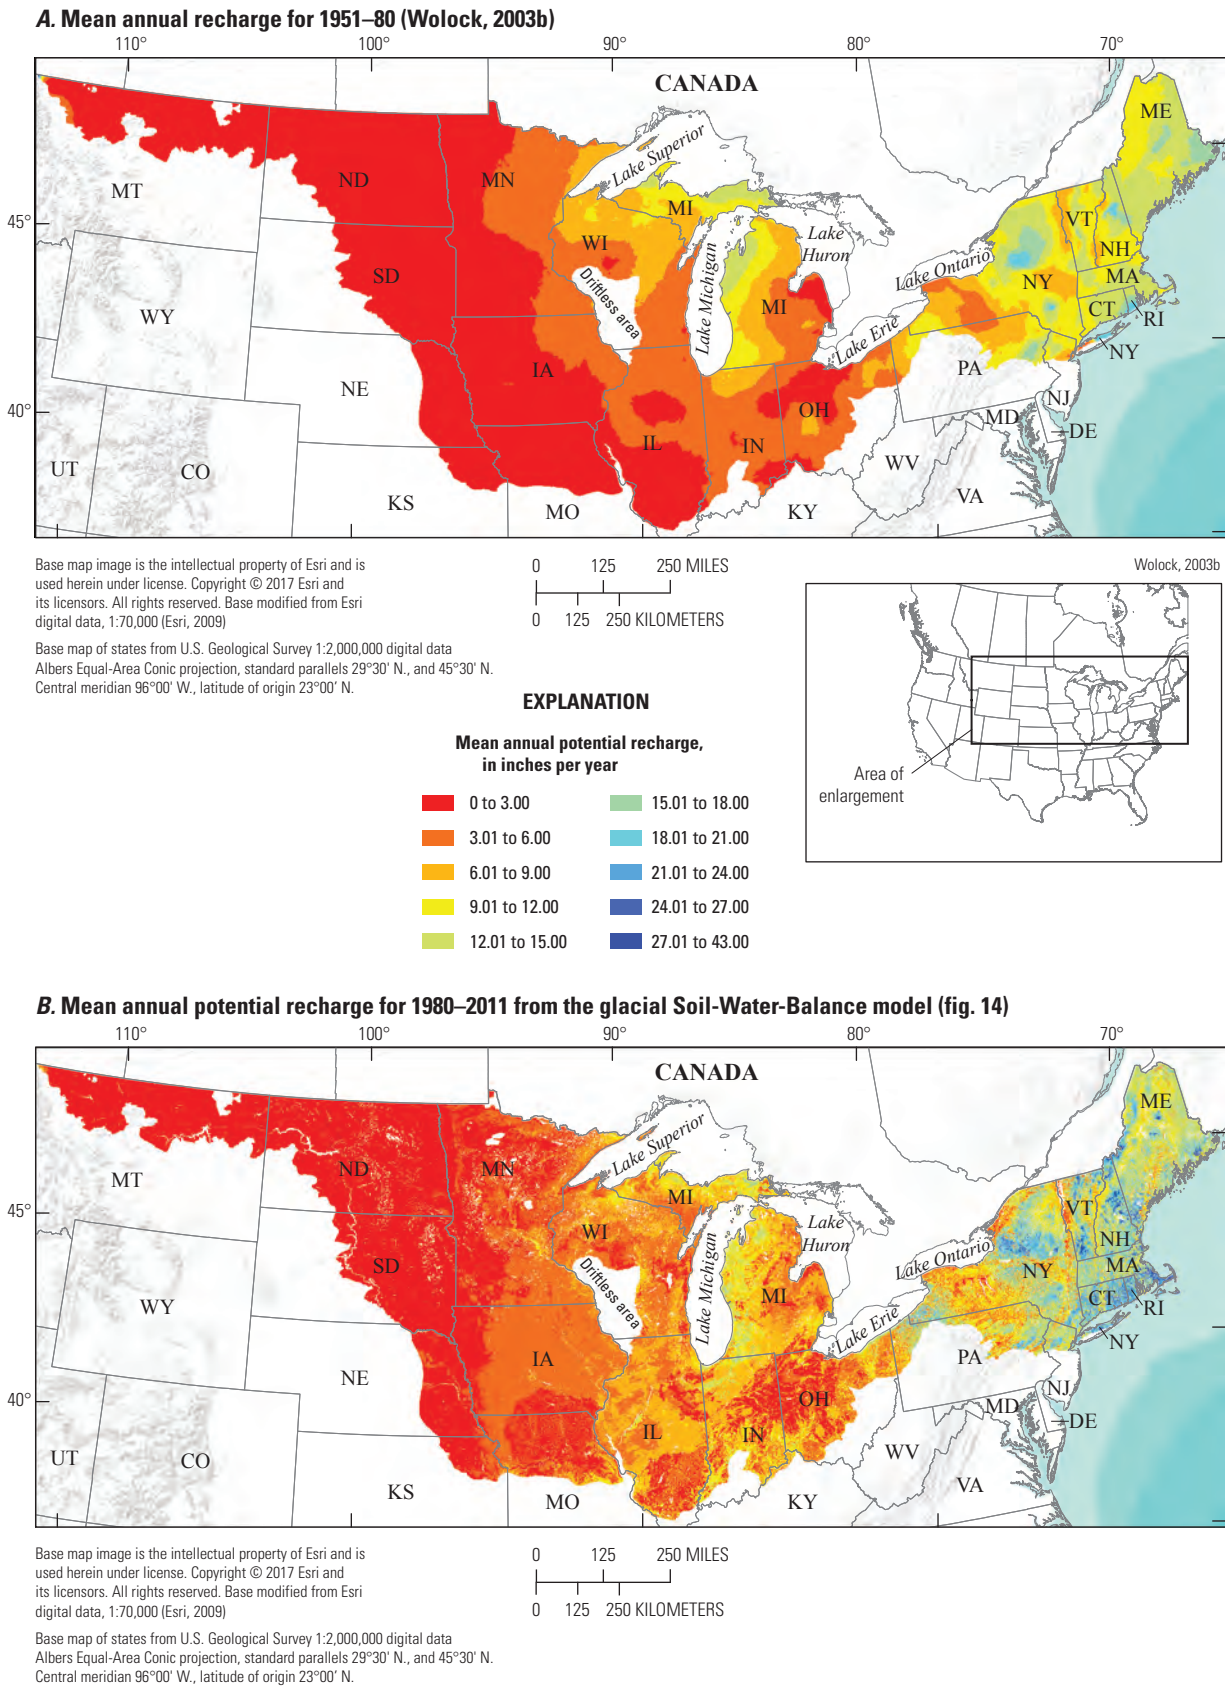 A. Mean annual recharge for 1951–80 (Wolock, 2003b)
110° 100° 90° 80° 70°
CANADA
ME
Lake Superior
MT
ND
MN
45°
MI
VT
WI
Lake Huron
NH
Lake Ontario
SD
Driftless area
Lake Michigan
NY
MA
MI
CT
WY
RI
Lake Erie
NY
IA
PA
NE
40°
OH
NJ
MD
DE
IL
IN
UT
CO
WV
VA
KS
MO
KY
Base map image is the intellectual property of Esri and is
used herein under license. Copyright © 2017 Esri and
its licensors. All rights reserved. Base modified from Esri
digital data, 1:70,000 (Esri, 2009)
Base map of states from U.S. Geological Survey 1:2,000,000 digital data
Albers Equal-Area Conic projection, standard parallels 29°30' N., and 45°30' N.
Central meridian 96°00' W., latitude of origin 23°00' N.
0 125 250 MILES
0 125 250 KILOMETERS
Wolock, 2003b
Area of
enlargement
EXPLANATION
Mean annual potential recharge,
in inches per year
0 to 3.00
3.01 to 6.00
6.01 to 9.00
9.01 to 12.00
12.01 to 15.00
15.01 to 18.00
18.01 to 21.00
21.01 to 24.00
24.01 to 27.00
27.01 to 43.00
B. Mean annual potential recharge for 1980–2011 from the glacial Soil-Water-Balance model (fig. 14)
110° 100° 90° 80° 70°
CANADA
ME
Lake Superior
MT
ND
MN
45°
MI
VT
WI
Lake Huron
NH
Lake Ontario
SD
Driftless area
Lake Michigan
NY
MA
MI
CT
WY
RI
Lake Erie
NY
IA
PA
NE
40°
OH
NJ
MD
DE
IL
IN
UT
CO
WV
VA
KS
MO
KY
Base map image is the intellectual property of Esri and is
used herein under license. Copyright © 2017 Esri and
its licensors. All rights reserved. Base modified from Esri
digital data, 1:70,000 (Esri, 2009)
Base map of states from U.S. Geological Survey 1:2,000,000 digital data
Albers Equal-Area Conic projection, standard parallels 29°30' N., and 45°30' N.
Central meridian 96°00' W., latitude of origin 23°00' N.
0 125 250 MILES
0 125 250 KILOMETERS